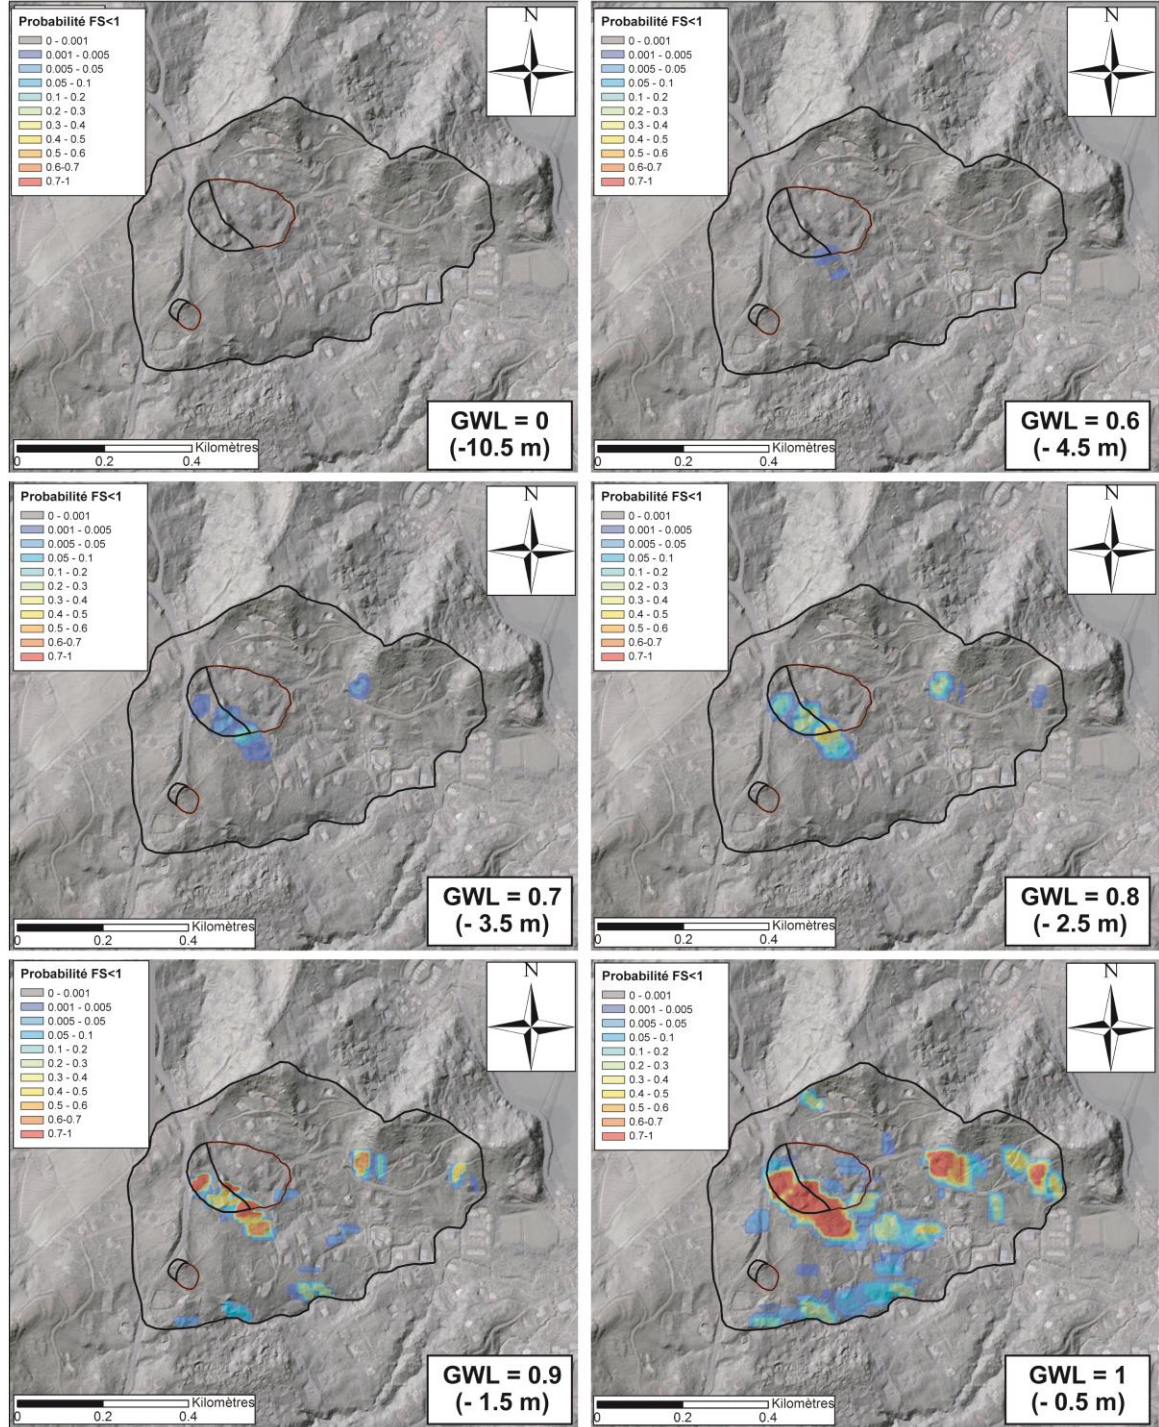 Probabilité FS<1
0 - 0.001
0.001 - 0.005
0.005 - 0.05
0.05 - 0.1
0.1 - 0.2
0.2 - 0.3
0.3 - 0.4
0.4 - 0.5
0.5 - 0.6
0.6-0.7
0.7-1
N
Kilomètres
0 0.2 0.4
GWL = 0
(-10.5 m)
Probabilité FS<1
0 - 0.001
0.001 - 0.005
0.005 - 0.05
0.05 - 0.1
0.1 - 0.2
0.2 - 0.3
0.3 - 0.4
0.4 - 0.5
0.5 - 0.6
0.6-0.7
0.7-1
N
Kilomètres
0 0.2 0.4
GWL = 0.6
(- 4.5 m)
Probabilité FS<1
0 - 0.001
0.001 - 0.005
0.005 - 0.05
0.05 - 0.1
0.1 - 0.2
0.2 - 0.3
0.3 - 0.4
0.4 - 0.5
0.5 - 0.6
0.6-0.7
0.7-1
N
Kilomètres
0 0.2 0.4
GWL = 0.7
(- 3.5 m)
Probabilité FS<1
0 - 0.001
0.001 - 0.005
0.005 - 0.05
0.05 - 0.1
0.1 - 0.2
0.2 - 0.3
0.3 - 0.4
0.4 - 0.5
0.5 - 0.6
0.6-0.7
0.7-1
N
Kilomètres
0 0.2 0.4
GWL = 0.8
(- 2.5 m)
Probabilité FS<1
0 - 0.001
0.001 - 0.005
0.005 - 0.05
0.05 - 0.1
0.1 - 0.2
0.2 - 0.3
0.3 - 0.4
0.4 - 0.5
0.5 - 0.6
0.6-0.7
0.7-1
N
Kilomètres
0 0.2 0.4
GWL = 0.9
(- 1.5 m)
Probabilité FS<1
0 - 0.001
0.001 - 0.005
0.005 - 0.05
0.05 - 0.1
0.1 - 0.2
0.2 - 0.3
0.3 - 0.4
0.4 - 0.5
0.5 - 0.6
0.6-0.7
0.7-1
N
Kilomètres
0 0.2 0.4
GWL = 1
(- 0.5 m)